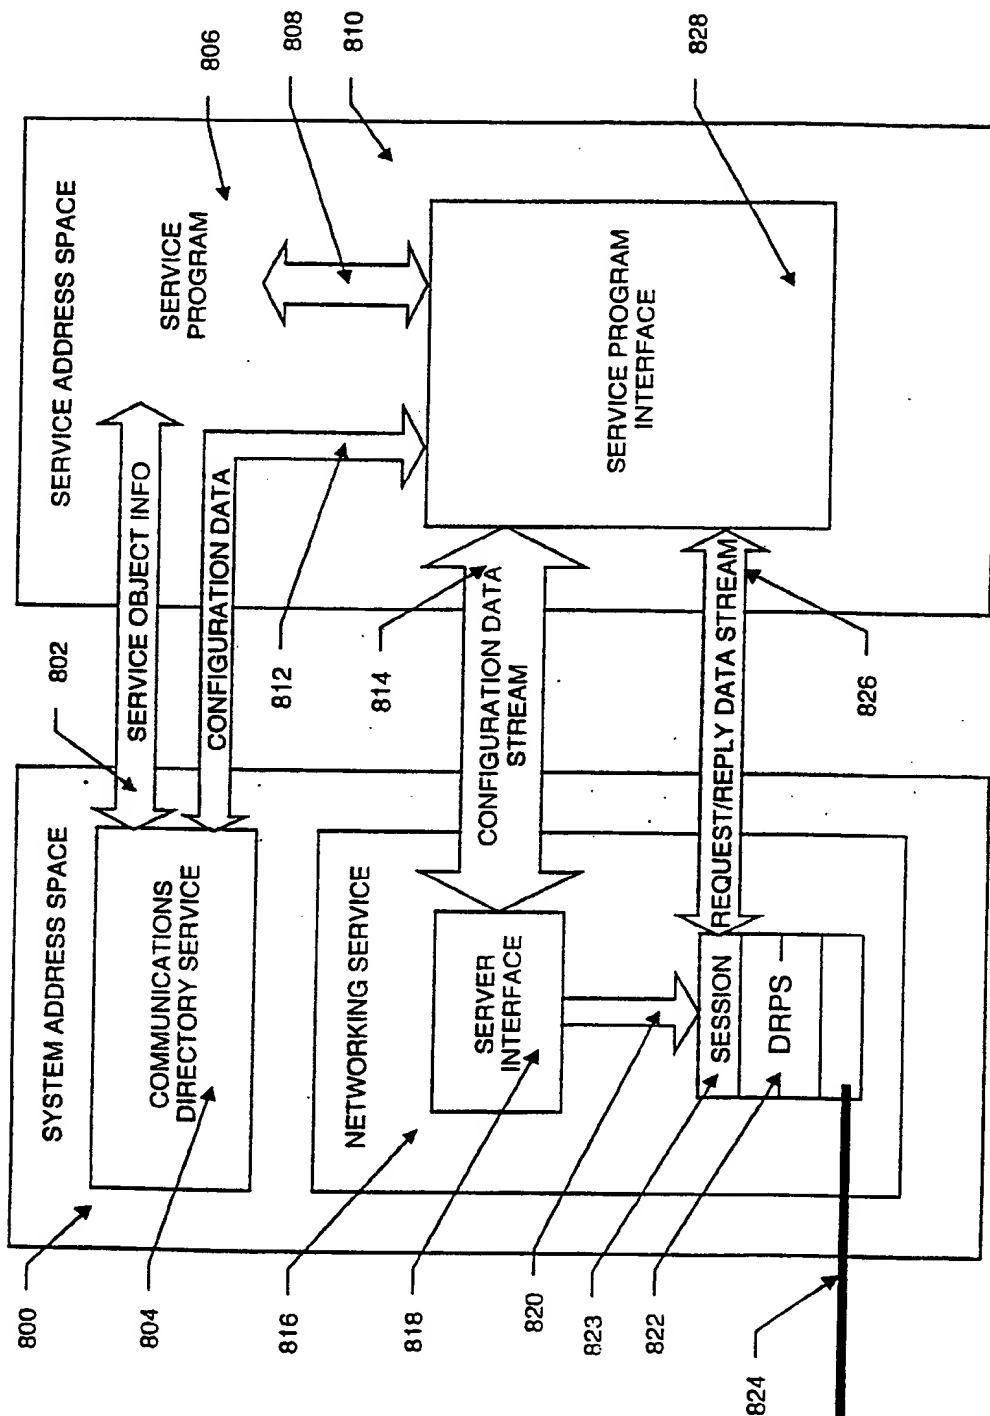 SYSTEM ADDRESS SPACE
COMMUNICATIONS
DIRECTORY SERVICE
NETWORKING SERVICE
SERVER
INTERFACE
SESSION
DRPS
SERVICE OBJECT INFO
CONFIGURATION DATA
CONFIGURATION DATA
STREAM
REQUEST/REPLY DATA STREAM
SERVICE ADDRESS SPACE
SERVICE
PROGRAM
SERVICE PROGRAM
INTERFACE
800
804
816
818
820
823
822
824
802
812
814
826
806
808
810
828